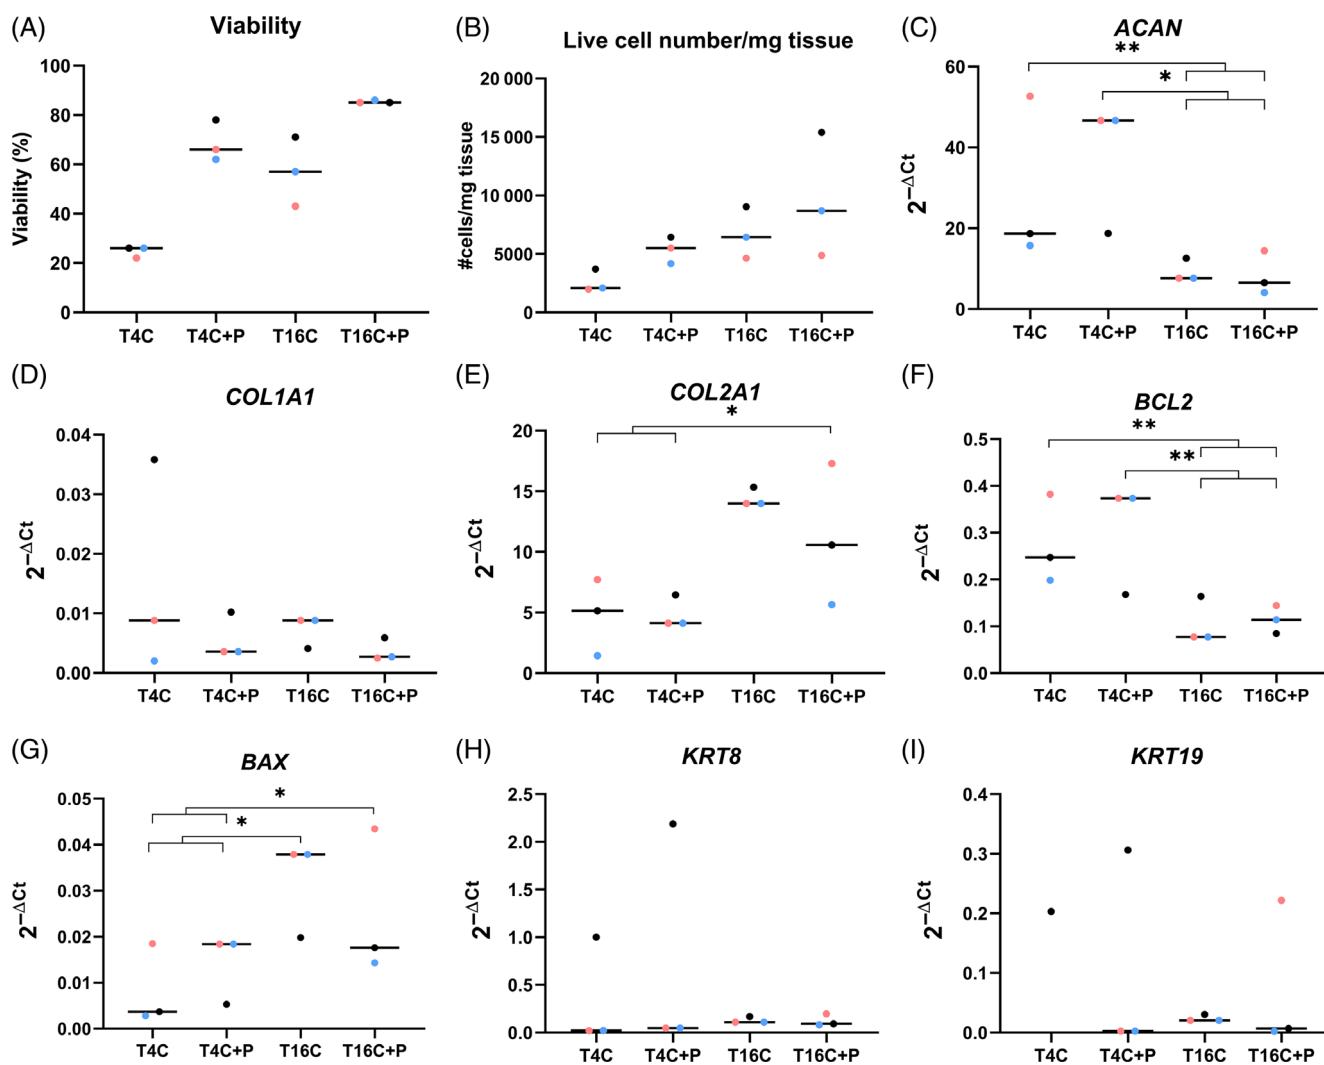 (A) Viability
Viability (%)
100
80
60
40
20
0
T4C T4C+P T16C T16C+P
(B) Live cell number/mg tissue
#cells/mg tissue
20 000
15 000
10 000
5000
0
T4C T4C+P T16C T16C+P
(C) ACAN
2−ΔCt
60
40
20
0
**
*
T4C T4C+P T16C T16C+P
(D) COL1A1
2−ΔCt
0.04
0.03
0.02
0.01
0.00
T4C T4C+P T16C T16C+P
(E) COL2A1
2−ΔCt
20
15
10
5
0
*
T4C T4C+P T16C T16C+P
(F) BCL2
2−ΔCt
0.5
0.4
0.3
0.2
0.1
0.0
**
**
T4C T4C+P T16C T16C+P
(G) BAX
2−ΔCt
0.05
0.04
0.03
0.02
0.01
0.00
*
*
T4C T4C+P T16C T16C+P
(H) KRT8
2−ΔCt
2.5
2.0
1.5
1.0
0.5
0.0
T4C T4C+P T16C T16C+P
(I) KRT19
2−ΔCt
0.4
0.3
0.2
0.1
0.0
T4C T4C+P T16C T16C+P